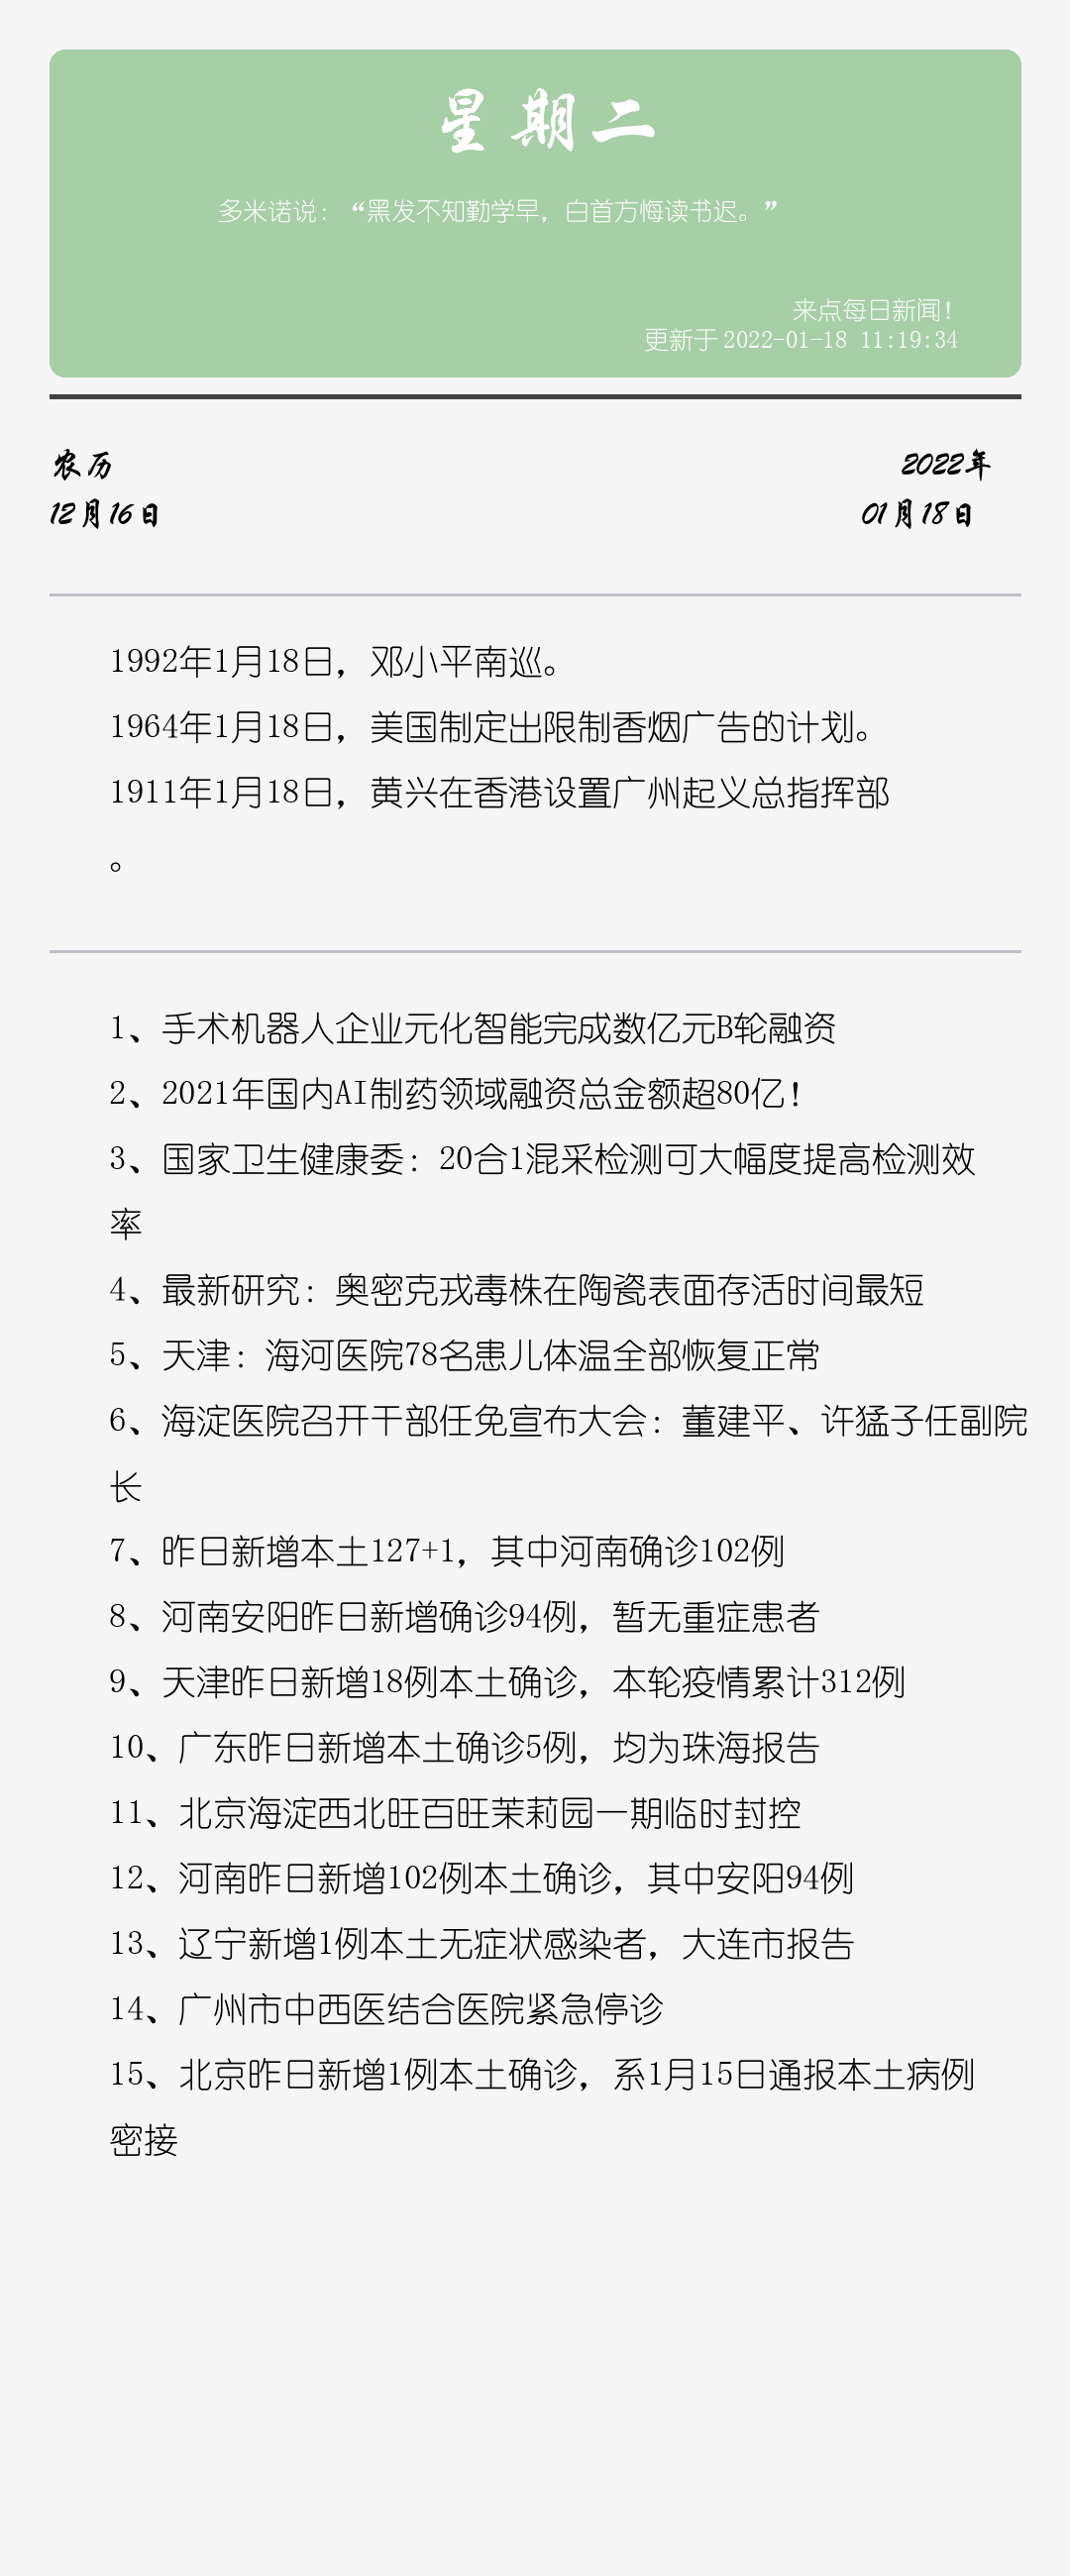 星期二
多米诺说：“黑发不知勤学早，白首方悔读书迟。”
来点每日新闻！
更新于2022-01-18 11:19:34
农历
12月16日
2022年
01月18日
1992年1月18日，邓小平南巡。
1964年1月18日，美国制定出限制香烟广告的计划。
1911年1月18日，黄兴在香港设置广州起义总指挥部
。
1、手术机器人企业元化智能完成数亿元B轮融资
2、2021年国内AI制药领域融资总金额超80亿！
3、国家卫生健康委：20合1混采检测可大幅度提高检测效
率
4、最新研究：奥密克戎毒株在陶瓷表面存活时间最短
5、天津：海河医院78名患儿体温全部恢复正常
6、海淀医院召开干部任免宣布大会：董建平、许猛子任副院
长
7、昨日新增本土127+1，其中河南确诊102例
8、河南安阳昨日新增确诊94例，暂无重症患者
9、天津昨日新增18例本土确诊，本轮疫情累计312例
10、广东昨日新增本土确诊5例，均为珠海报告
11、北京海淀西北旺百旺茉莉园一期临时封控
12、河南昨日新增102例本土确诊，其中安阳94例
13、辽宁新增1例本土无症状感染者，大连市报告
14、广州市中西医结合医院紧急停诊
15、北京昨日新增1例本土确诊，系1月15日通报本土病例
密接